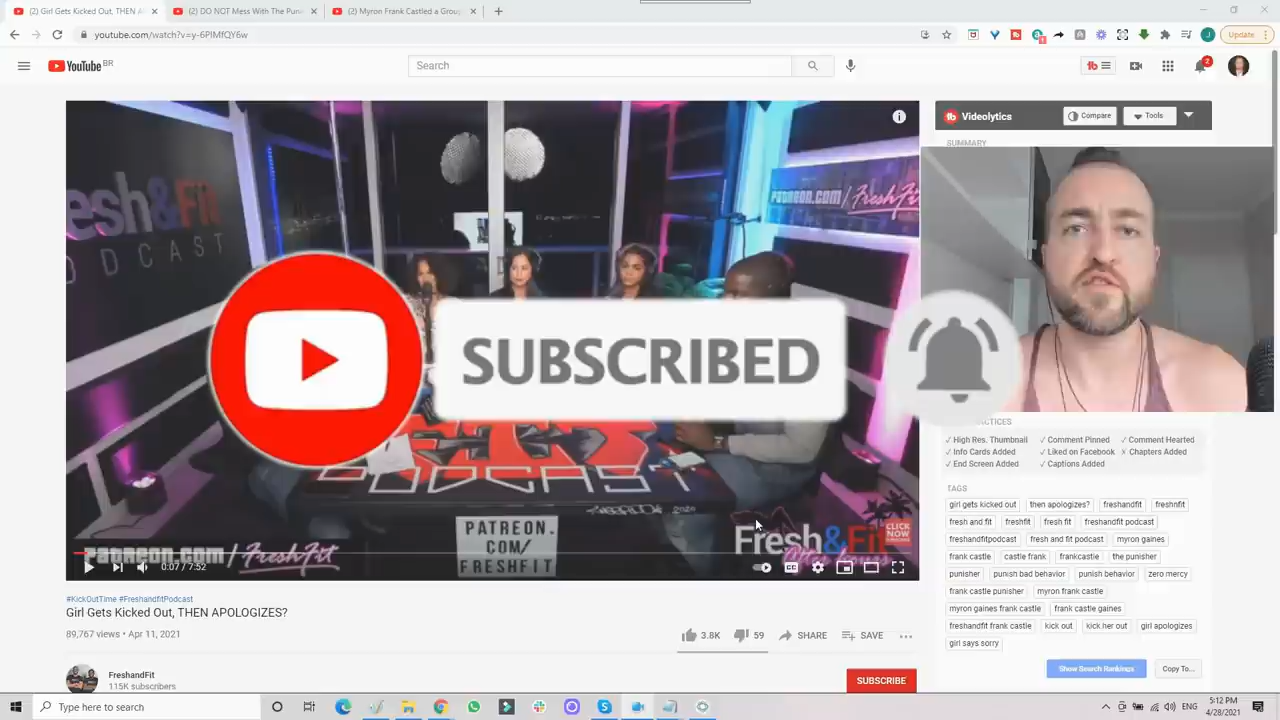 (2) Girl Gets Kicked Out, THEN A
(2) DO NOT Mess With The Pun
(2) Myron Frank Castled a Grou
youtube.com/watch?v=y-6PIMfQY6w
Update
YouTube BR
Search
2
Videolytics
Compare
Tools
SUMMARY
esh&Fit
PODCAST
patreon.com/FreshFit
SUBSCRIBED
PODCAST
PATREON.
COM/
FRESHFIT
Fresh&Fit
CLICK
NOW
patreon.com/FreshFit
0:07 / 7:52
High Res. Thumbnail
Comment Pinned
Comment Hearted
Info Cards Added
Liked on Facebook
Chapters Added
End Screen Added
Captions Added
TAGS
girl gets kicked out
then apologizes?
freshandfit
freshnfit
fresh and fit
freshfit
fresh fit
freshandfit podcast
freshandfitpodcast
fresh and fit podcast
myron gaines
frank castle
castle frank
frankcastle
the punisher
punisher
punish bad behavior
punish behavior
zero mercy
frank castle punisher
myron frank castle
myron gaines frank castle
frank castle gaines
freshandfit frank castle
kick out
kick her out
girl apologizes
girl says sorry
Show Search Rankings
Copy To...
#KickOutTime #FreshandfitPodcast
Girl Gets Kicked Out, THEN APOLOGIZES?
89,767 views • Apr 11, 2021
3.8K
59
SHARE
SAVE
FreshandFit
115K subscribers
SUBSCRIBE
Type here to search
ENG
5:12 PM
4/28/2021